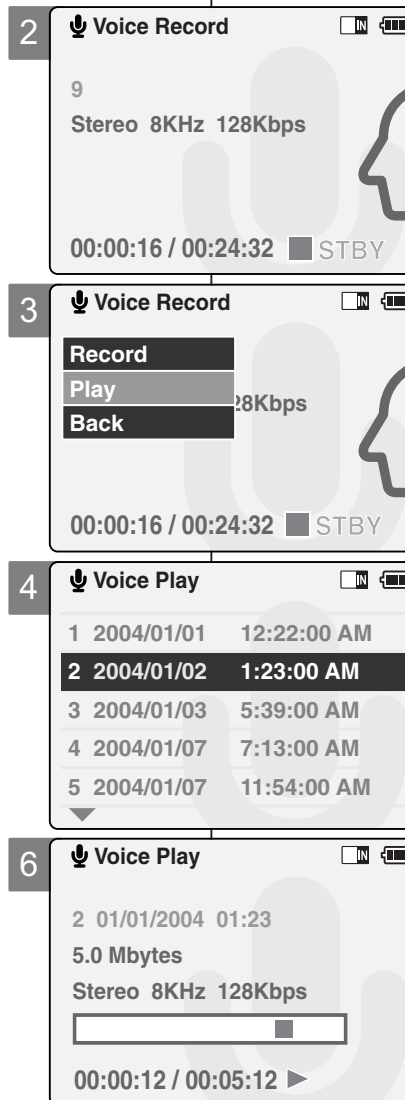 2
Voice Record
IN
9
Stereo 8KHz 128Kbps
00:00:16 / 00:24:32 STBY
3
Voice Record
IN
Record
Play
28Kbps
Back
00:00:16 / 00:24:32 STBY
4
Voice Play
IN
1 2004/01/01 12:22:00 AM
2 2004/01/02 1:23:00 AM
3 2004/01/03 5:39:00 AM
4 2004/01/07 7:13:00 AM
5 2004/01/07 11:54:00 AM
6
Voice Play
IN
2 01/01/2004 01:23
5.0 Mbytes
Stereo 8KHz 128Kbps
00:00:12 / 00:05:12